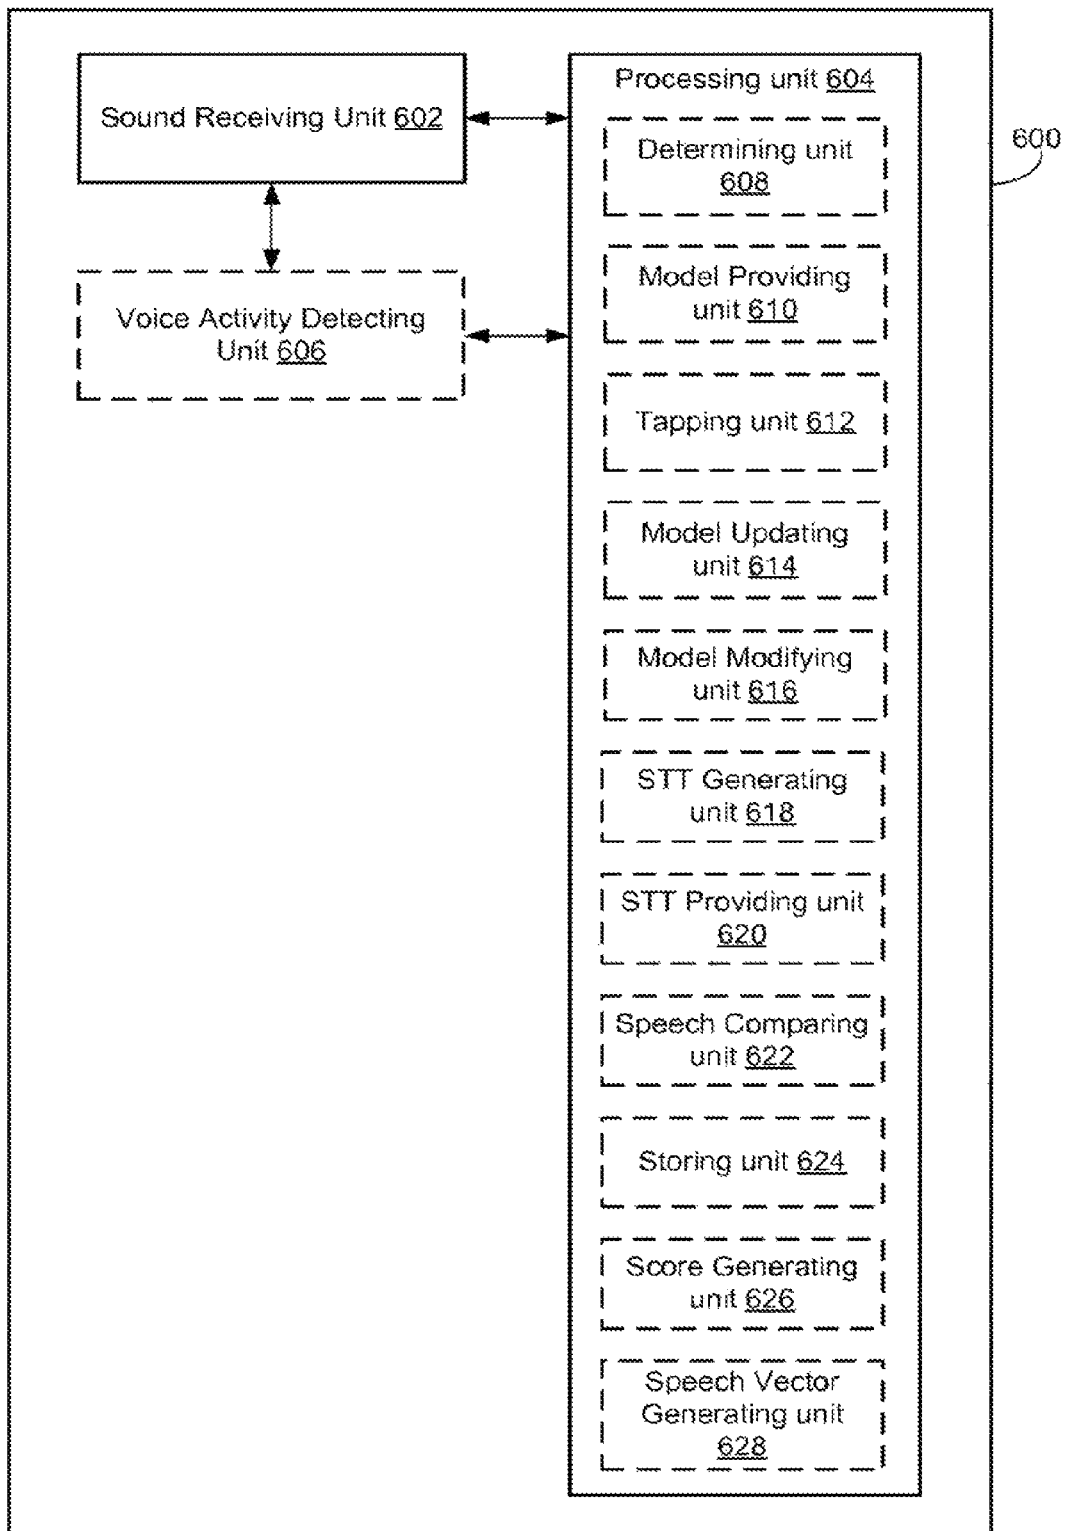 Sound Receiving Unit 602
Voice Activity Detecting
Unit 606
Processing unit 604
Determining unit
608
Model Providing
unit 610
Tapping unit 612
Model Updating
unit 614
Model Modifying
unit 616
STT Generating
unit 618
STT Providing unit
620
Speech Comparing
unit 622
Storing unit 624
Score Generating
unit 626
Speech Vector
Generating unit
628
600